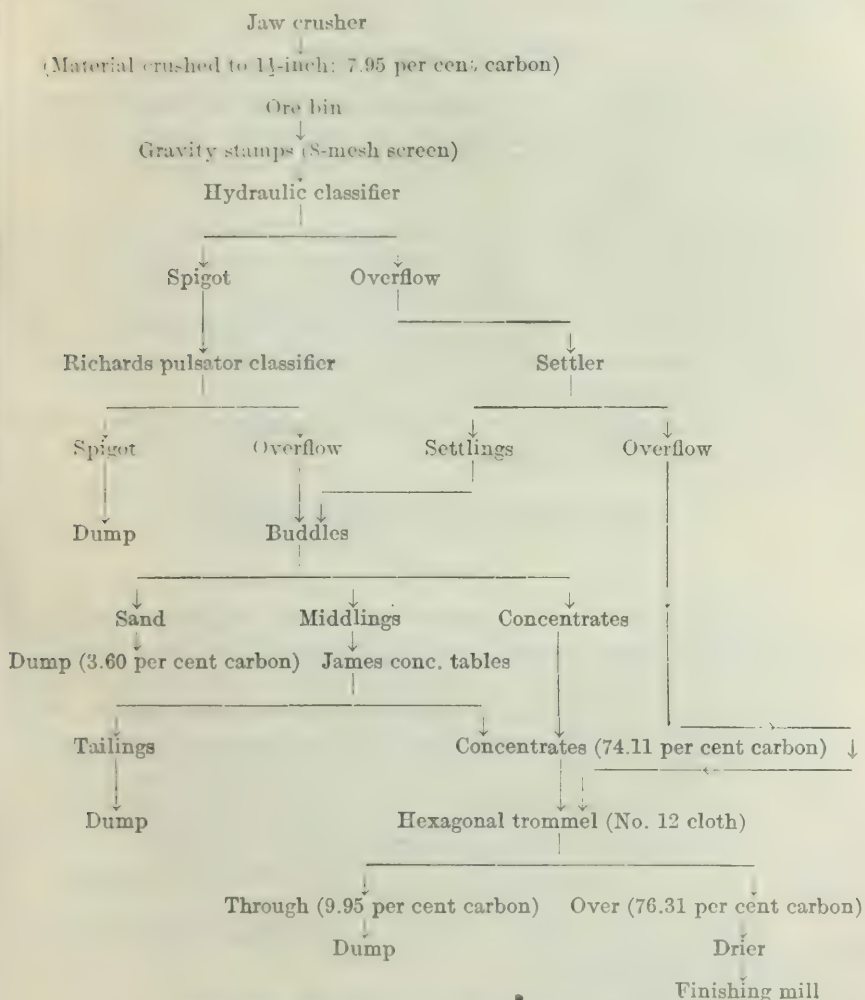 Jaw crusher
(Material crushed to 1½-inch: 7.95 per cent carbon)
Ore bin
Gravity stamps (8-mesh screen)
Hydraulic classifier
Spigot Overflow
Richards pulsator classifier Settler
Spigot Overflow Settlings Overflow
Dump Buddles
Sand Middlings Concentrates
Dump (3.60 per cent carbon) James conc. tables
Tailings Concentrates (74.11 per cent carbon)
Dump Hexagonal trommel (No. 12 cloth)
Through (9.95 per cent carbon) Over (76.31 per cent carbon)
Dump Drier
Finishing mill